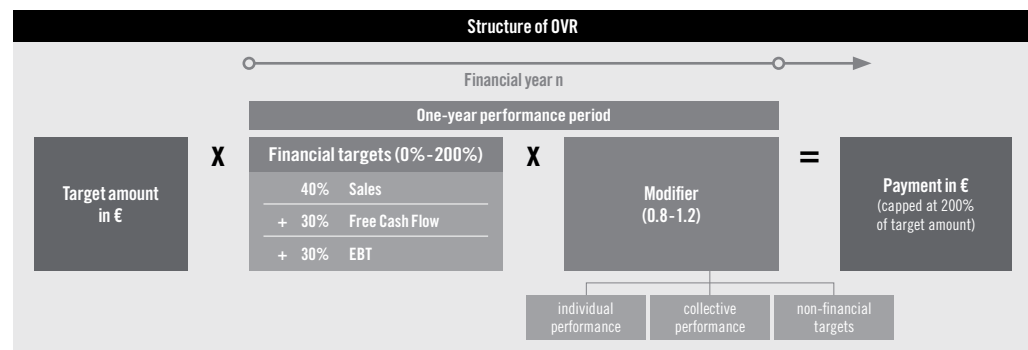 Structure of OVR
Financial year n
One-year performance period
Target amount
in €
X
Financial targets (0%-200%)
40% Sales
+ 30% Free Cash Flow
+ 30% EBT
X
Modifier
(0.8-1.2)
=
Payment in €
(capped at 200%
of target amount)
individual
performance
collective
performance
non-financial
targets